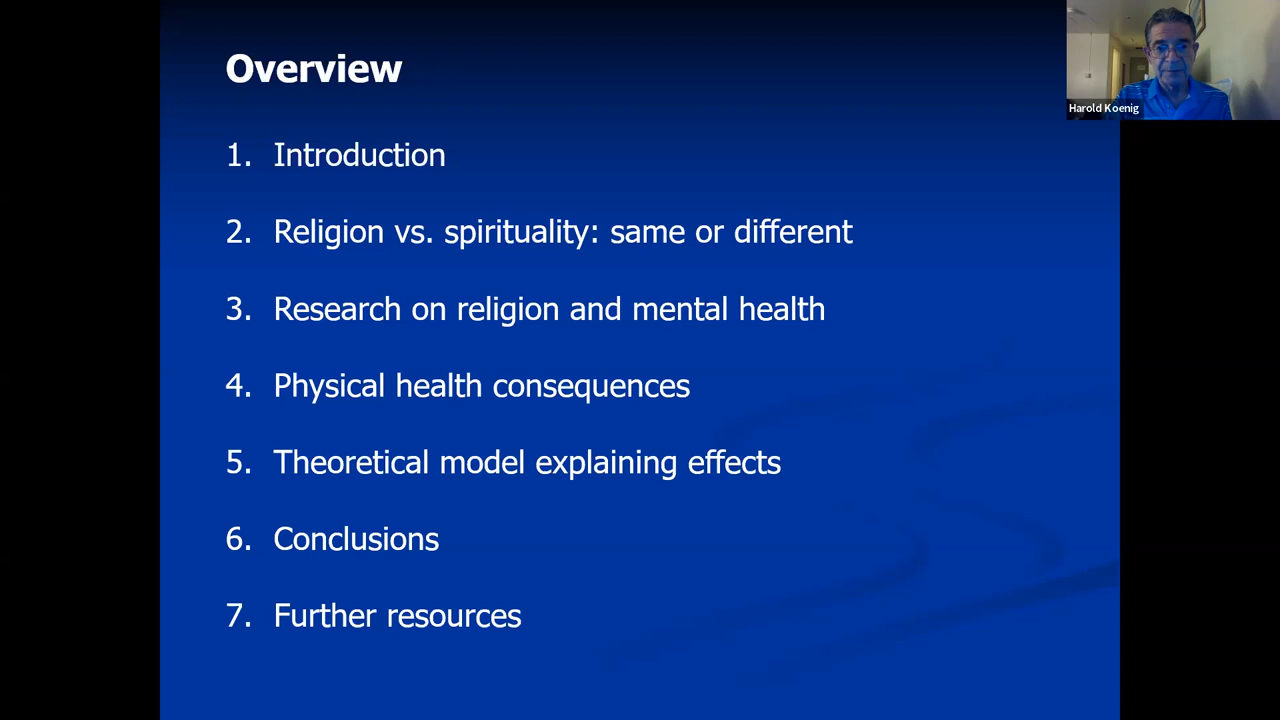 Overview
Harold Koenig
1. Introduction
2. Religion vs. spirituality: same or different
3. Research on religion and mental health
4. Physical health consequences
5. Theoretical model explaining effects
6. Conclusions
7. Further resources